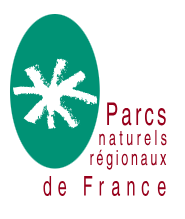 Parcs
naturels
régionaux
de France